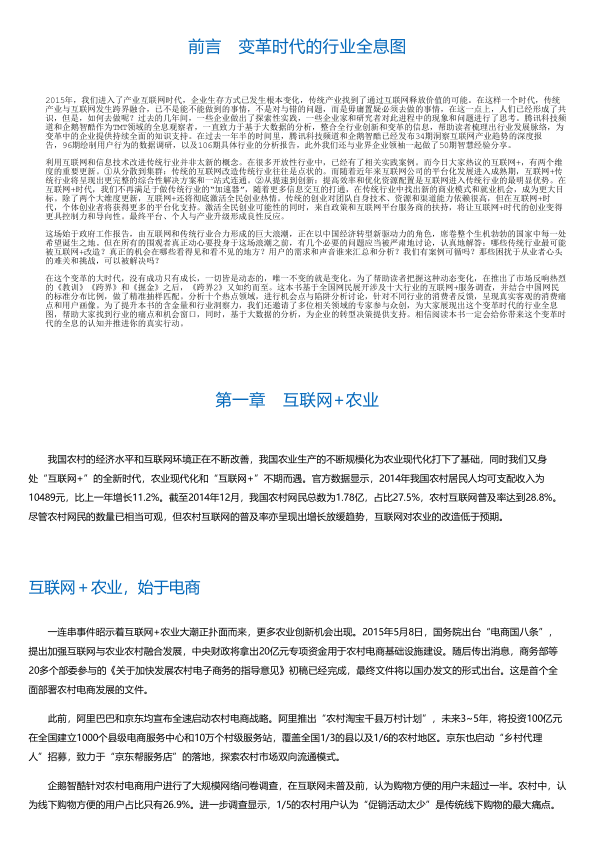 前言　变革时代的行业全息图
2015年，我们进入了产业互联网时代，企业生存方式已发生根本变化，传统产业找到了通过互联网释放价值的可能。在这样一个时代，传统
产业与互联网发生跨界融合，已不是能不能做到的事情，不是对与错的问题，而是毋庸置疑必须去做的事情，在这一点上，人们已经形成了共
识，但是，如何去做呢？过去的几年间，一些企业做出了探索性实践，一些企业家和研究者对此进程中的现象和问题进行了思考。腾讯科技频
道和企鹅智酷作为TMT领域的全息观察者，一直致力于基于大数据的分析，整合全行业创新和变革的信息，帮助读者梳理出行业发展脉络，为
变革中的企业提供持续全面的知识支持。在过去一年半的时间里，腾讯科技频道和企鹅智酷已经发布34期洞察互联网产业趋势的深度报
告，96期绘制用户行为的数据调研，以及106期具体行业的分析报告，此外我们还与业界企业领袖一起做了50期智慧经验分享。
利用互联网和信息技术改进传统行业并非太新的概念。在很多开放性行业中，已经有了相关实践案例。而今日大家热议的互联网+，有两个维
度的重要更新。①从分散到集群：传统的互联网改造传统行业往往是点状的。而随着近年来互联网公司的平台化发展进入成熟期，互联网+传
统行业将呈现出更完整的综合性解决方案和一站式连通。②从提速到创新：提高效率和优化资源配置是互联网进入传统行业的最明显优势。在
互联网+时代，我们不再满足于做传统行业的"加速器"，随着更多信息交互的打通，在传统行业中找出新的商业模式和就业机会，成为更大目
标。除了两个大维度更新，互联网+还将彻底激活全民创业热情。传统的创业对团队自身技术、资源和渠道能力依赖很高，但在互联网+时
代，个体创业者将获得更多的平台化支持。激活全民创业可能性的同时，来自政策和互联网平台服务商的扶持，将让互联网+时代的创业变得
更具控制力和导向性。最终平台、个人与产业升级形成良性反应。
这场始于政府工作报告，由互联网和传统行业合力形成的巨大浪潮，正在以中国经济转型新驱动力的角色，席卷整个生机勃勃的国家中每一处
希望诞生之地。但在所有的围观者真正动心要投身于这场浪潮之前，有几个必要的问题应当被严肃地讨论，认真地解答：哪些传统行业最可能
被互联网+改造？真正的机会在哪些看得见和看不见的地方？用户的需求和声音谁来汇总和分析？我们有案例可循吗？那些困扰于从业者心头
的难关和挑战，可以被解决吗？
在这个变革的大时代，没有成功只有成长，一切皆是动态的，唯一不变的就是变化。为了帮助读者把握这种动态变化，在推出了市场反响热烈
的《教训》《跨界》和《掘金》之后，《跨界2》又如约而至。这本书基于全国网民展开涉及十大行业的互联网+服务调查，并结合中国网民
的标准分布比例，做了精准抽样匹配。分析十个热点领域，进行机会点与陷阱分析讨论，针对不同行业的消费者反馈，呈现真实客观的消费痛
点和用户画像。为了提升本书的含金量和行业洞察力，我们还邀请了多位相关领域的专家参与众创，为大家展现出这个变革时代的行业全息
图，帮助大家找到行业的痛点和机会窗口，同时，基于大数据的分析，为企业的转型决策提供支持。相信阅读本书一定会给你带来这个变革时
代的全息的认知并推进你的真实行动。
第一章　互联网+农业
我国农村的经济水平和互联网环境正在不断改善，我国农业生产的不断规模化为农业现代化打下了基础，同时我们又身
处“互联网+”的全新时代，农业现代化和“互联网+”不期而遇。官方数据显示，2014年我国农村居民人均可支配收入为
10489元，比上一年增长11.2%。截至2014年12月，我国农村网民总数为1.78亿，占比27.5%，农村互联网普及率达到28.8%。
尽管农村网民的数量已相当可观，但农村互联网的普及率亦呈现出增长放缓趋势，互联网对农业的改造低于预期。
互联网＋农业，始于电商
一连串事件昭示着互联网+农业大潮正扑面而来，更多农业创新机会出现。2015年5月8日，国务院出台“电商国八条”，
提出加强互联网与农业农村融合发展，中央财政将拿出20亿元专项资金用于农村电商基础设施建设。随后传出消息，商务部等
20多个部委参与的《关于加快发展农村电子商务的指导意见》初稿已经完成，最终文件将以国办发文的形式出台。这是首个全
面部署农村电商发展的文件。
此前，阿里巴巴和京东均宣布全速启动农村电商战略。阿里推出“农村淘宝千县万村计划”，未来3~5年，将投资100亿元
在全国建立1000个县级电商服务中心和10万个村级服务站，覆盖全国1/3的县以及1/6的农村地区。京东也启动“乡村代理
人”招募，致力于“京东帮服务店”的落地，探索农村市场双向流通模式。
企鹅智酷针对农村电商用户进行了大规模网络问卷调查，在互联网未普及前，认为购物方便的用户未超过一半。农村中，认
为线下购物方便的用户占比只有26.9%。进一步调查显示，1/5的农村用户认为“促销活动太少”是传统线下购物的最大痛点。